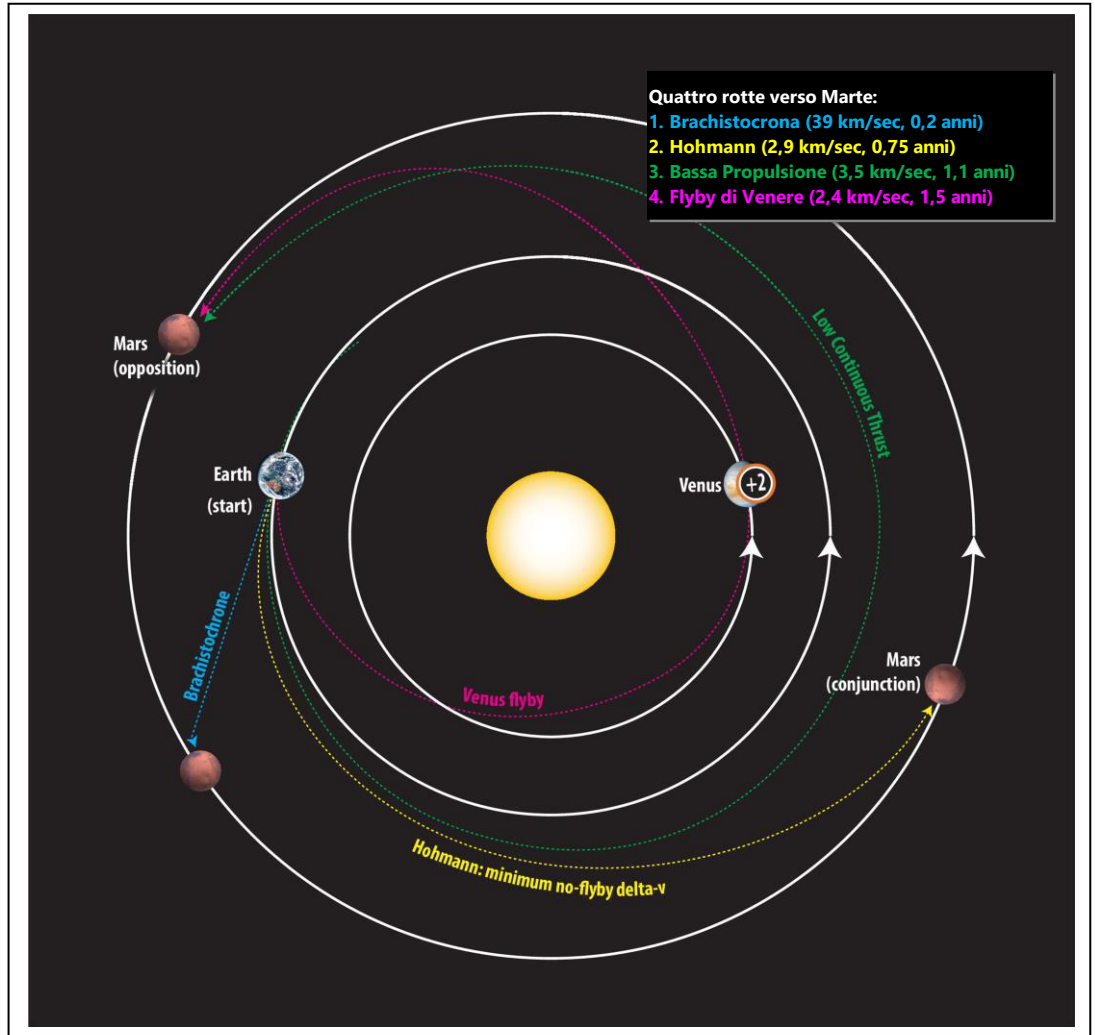 Quattro rotte verso Marte:
1. Brachistocrona (39 km/sec, 0,2 anni)
2. Hohmann (2,9 km/sec, 0,75 anni)
3. Bassa Propulsione (3,5 km/sec, 1,1 anni)
4. Flyby di Venere (2,4 km/sec, 1,5 anni)
Mars
(opposition)
Low Continuous Thrust
Earth
(start)
Venus
+2
Brachistochrone
Venus flyby
Mars
(conjunction)
Hohmann: minimum no-flyby delta-v